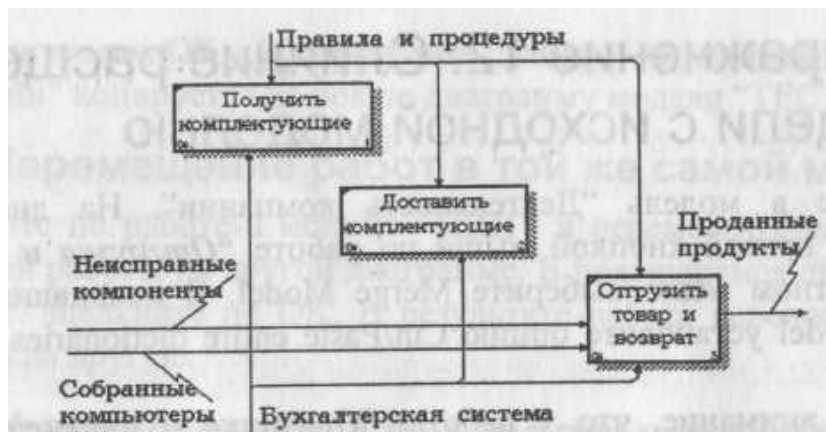 Правила и процедуры
Получить
комплектующие
Доставить
комплектующие
Проданные
продукты
Неисправные
компоненты
Отгрузить
товар и
возврат
Собранные
компьютеры
Бухгалтерская система